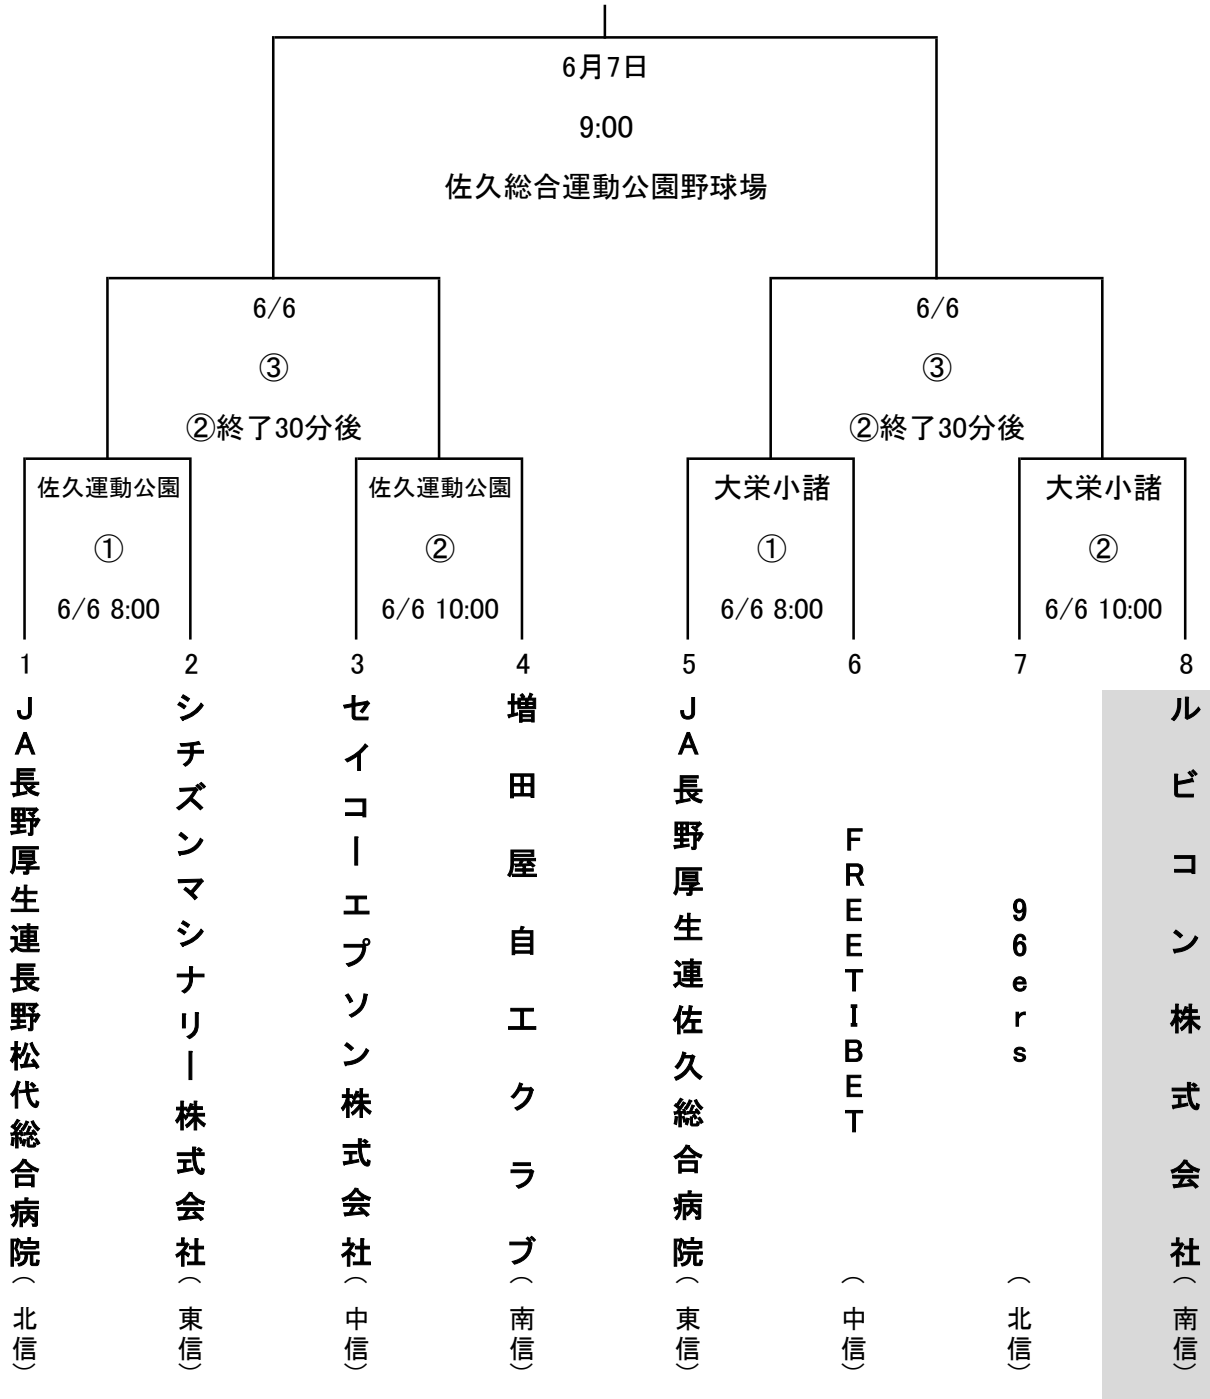 6月7日
9:00
佐久総合運動公園野球場
6/6
③
②終了30分後
6/6
③
②終了30分後
佐久運動公園
①
6/6 8:00
佐久運動公園
②
6/6 10:00
大栄小諸
①
6/6 8:00
大栄小諸
②
6/6 10:00
1
JA長野厚生連長野松代総合病院
（北信）
2
シチズンマシナリー株式会社
（東信）
3
セイコーエプソン株式会社
（中信）
4
増田屋自工クラブ
（南信）
5
JA長野厚生連佐久総合病院
（東信）
6
FREETIBET
（中信）
7
96ers
（北信）
8
ルビコン株式会社
（南信）